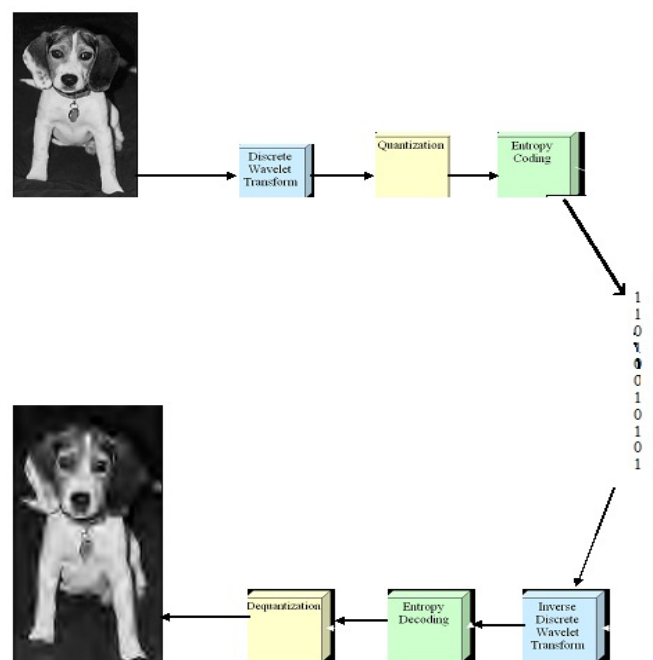 Discrete
Wavelet
Transform
Quantization
Entropy
Coding
1
1
0
1
0
0
1
0
1
0
1
Dequantization
Entropy
Decoding
Inverse
Discrete
Wavelet
Transform